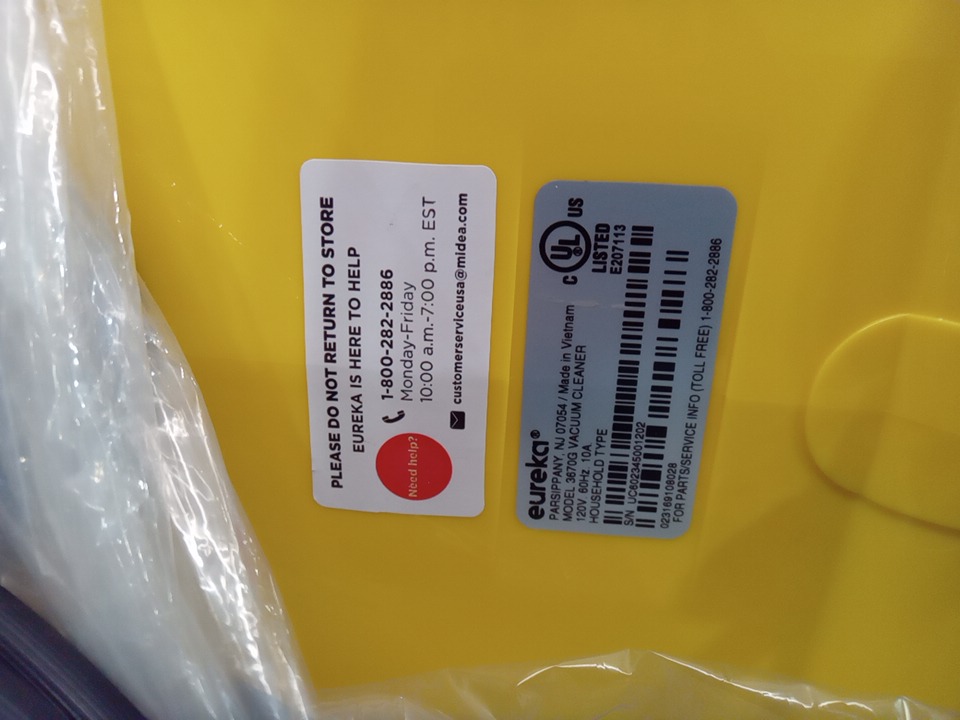 PLEASE DO NOT RETURN TO STORE
EUREKA IS HERE TO HELP
Need help?
1-800-282-2886
Monday-Friday
10:00 a.m.-7:00 p.m. EST
customerserviceusa@midea.com
eureka®
PARSIPPANY, NJ 07054 / Made in Vietnam
MODEL 3670G VACUUM CLEANER
120V 60Hz 10A
HOUSEHOLD TYPE
C UL® US
LISTED
E207113
S/N UC602345001202
023169108028
FOR PARTS/SERVICE INFO (TOLL FREE) 1-800-282-2886